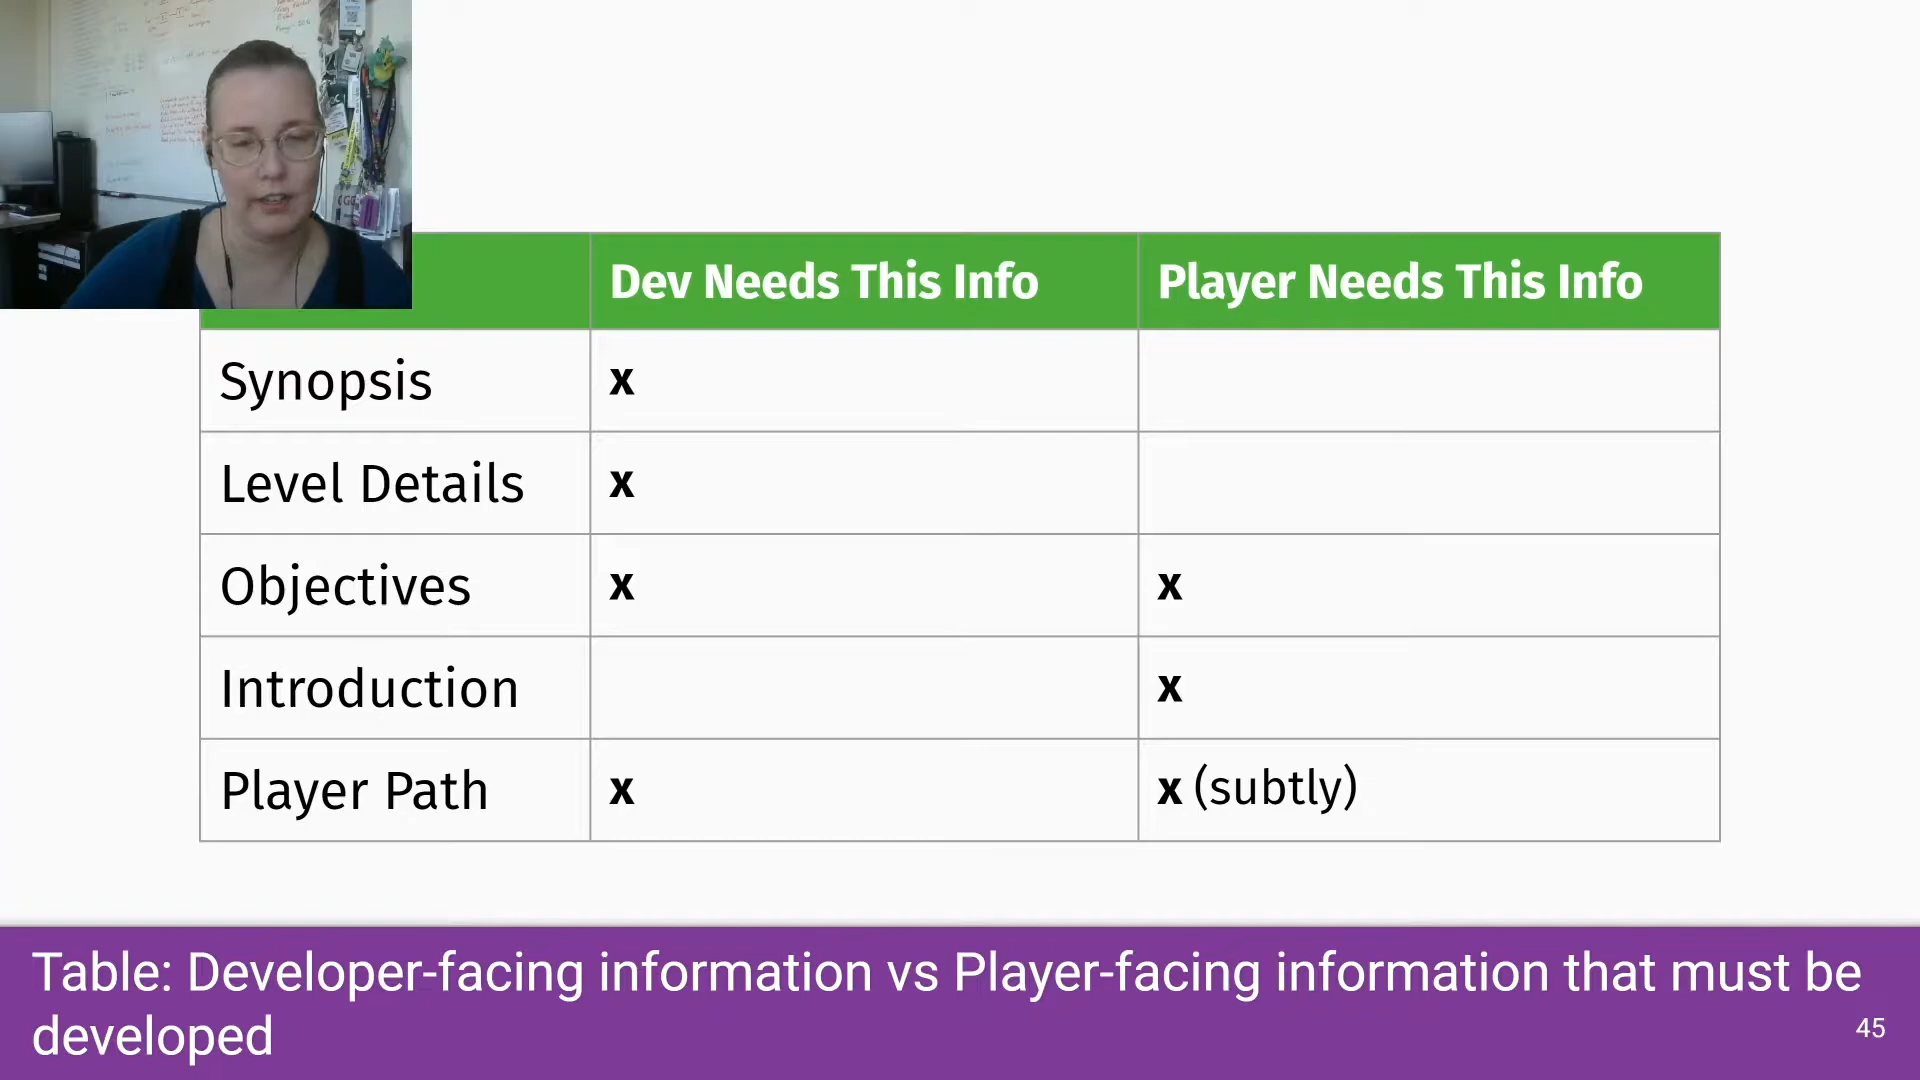 Dev Needs This Info
Player Needs This Info
Synopsis
x
Level Details
x
Objectives
x
x
Introduction
x
Player Path
x
x (subtly)
Table: Developer-facing information vs Player-facing information that must be
developed
45